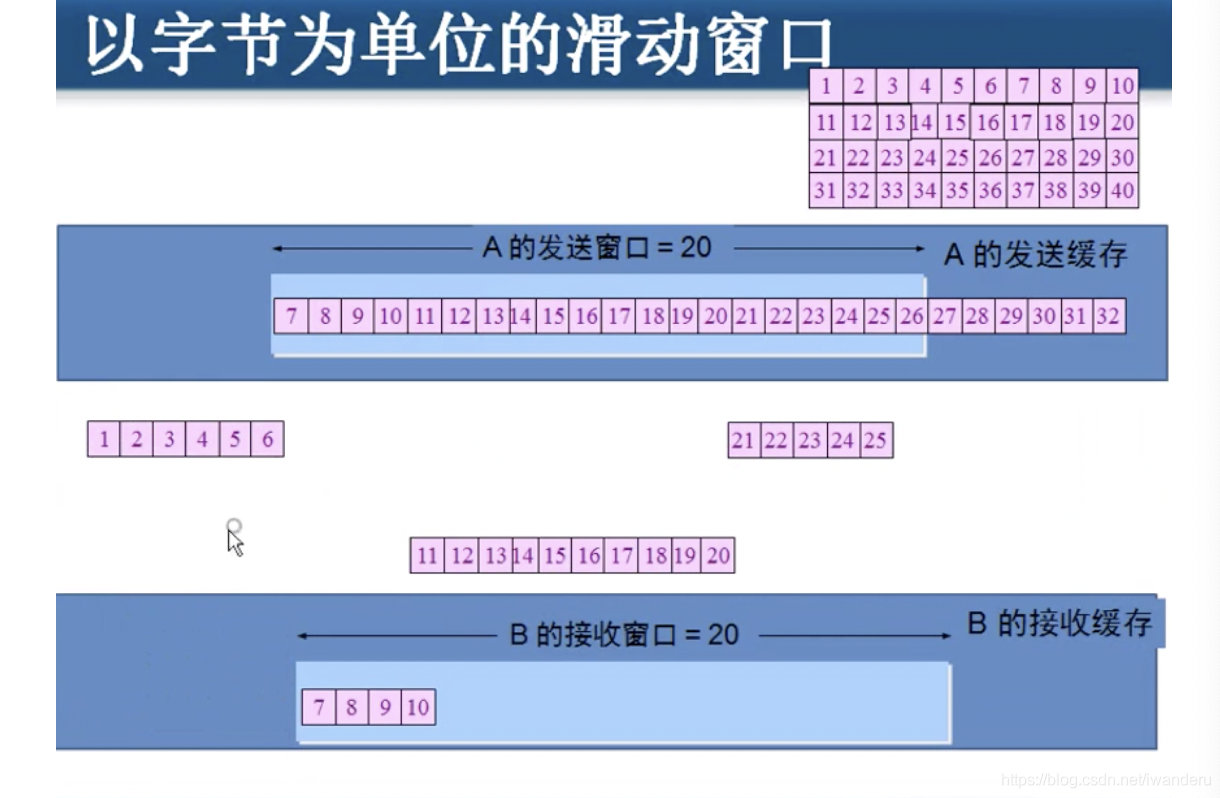 以字节为单位的滑动窗口
1 2 3 4 5 6 7 8 9 10
11 12 13 14 15 16 17 18 19 20
21 22 23 24 25 26 27 28 29 30
31 32 33 34 35 36 37 38 39 40
A 的发送窗口 = 20
A 的发送缓存
7 8 9 10 11 12 13 14 15 16 17 18 19 20 21 22 23 24 25 26 27 28 29 30 31 32
1 2 3 4 5 6
21 22 23 24 25
11 12 13 14 15 16 17 18 19 20
B 的接收窗口 = 20
B 的接收缓存
7 8 9 10
https://blog.csdn.net/iwanderu